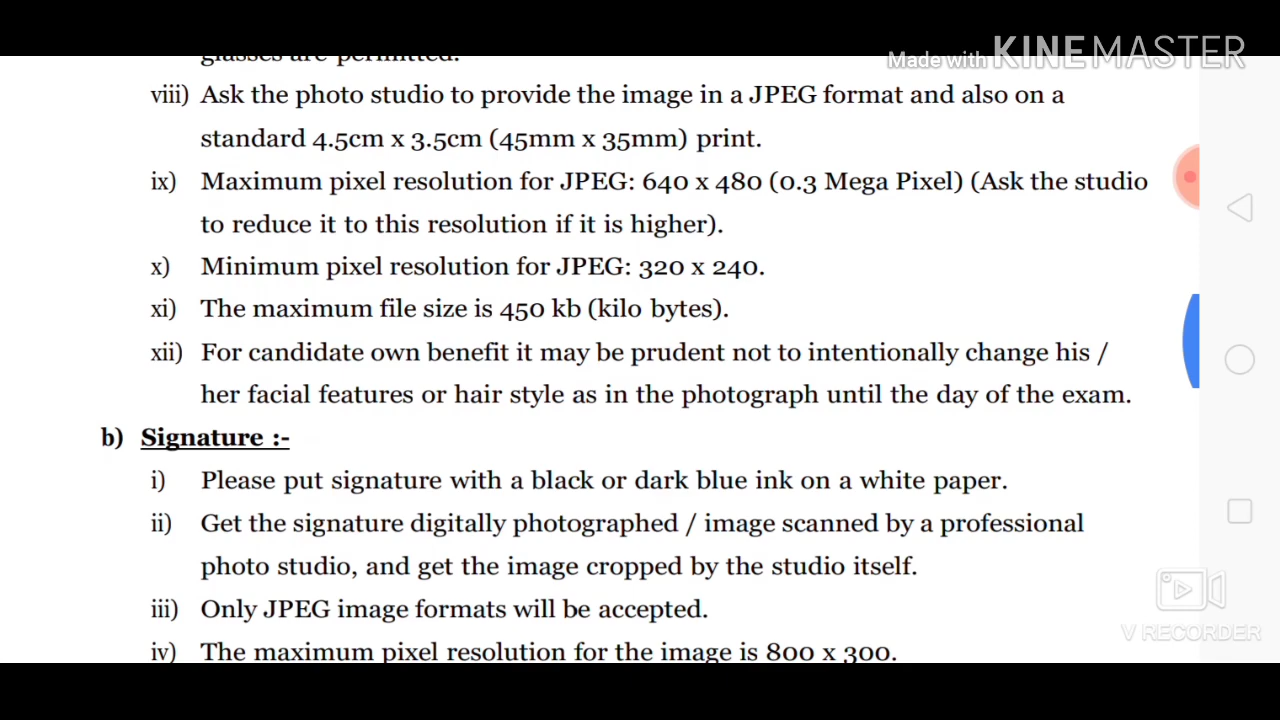 glasses are permitted.
Made with KINEMASTER
viii) Ask the photo studio to provide the image in a JPEG format and also on a
standard 4.5cm x 3.5cm (45mm x 35mm) print.
ix) Maximum pixel resolution for JPEG: 640 x 480 (0.3 Mega Pixel) (Ask the studio
to reduce it to this resolution if it is higher).
x) Minimum pixel resolution for JPEG: 320 x 240.
xi) The maximum file size is 450 kb (kilo bytes).
xii) For candidate own benefit it may be prudent not to intentionally change his /
her facial features or hair style as in the photograph until the day of the exam.
b) Signature :-
i) Please put signature with a black or dark blue ink on a white paper.
ii) Get the signature digitally photographed / image scanned by a professional
photo studio, and get the image cropped by the studio itself.
iii) Only JPEG image formats will be accepted.
iv) The maximum pixel resolution for the image is 800 x 300.
V RECORDER